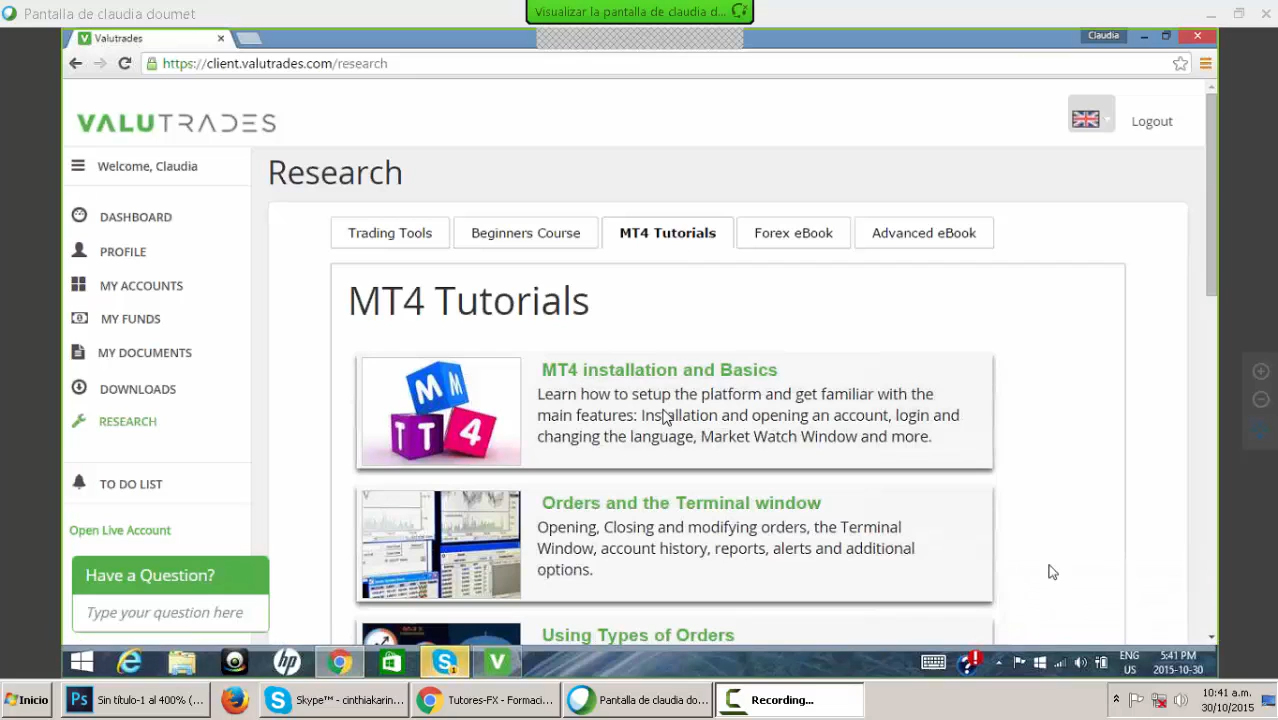 Pantalla de claudia doumet
Visualizar la pantalla de claudia d...
Valutrades
Claudia
https://client.valutrades.com/research
VALUTRADES
Logout
Welcome, Claudia
Research
DASHBOARD
PROFILE
MY ACCOUNTS
MY FUNDS
MY DOCUMENTS
DOWNLOADS
RESEARCH
TO DO LIST
Open Live Account
Have a Question?
Type your question here
Trading Tools
Beginners Course
MT4 Tutorials
Forex eBook
Advanced eBook
MT4 Tutorials
M M
T T 4
MT4 installation and Basics
Learn how to setup the platform and get familiar with the
main features: Installation and opening an account, login and
changing the language, Market Watch Window and more.
Orders and the Terminal window
Opening, Closing and modifying orders, the Terminal
Window, account history, reports, alerts and additional
options.
Using Types of Orders
ENG
US
5:41 PM
2015-10-30
Inicio
Sin título-1 al 400% (...
Skype™ - cinthiakarin...
Tutores-FX - Formaci...
Pantalla de claudia do...
Recording...
10:41 a.m.
30/10/2015